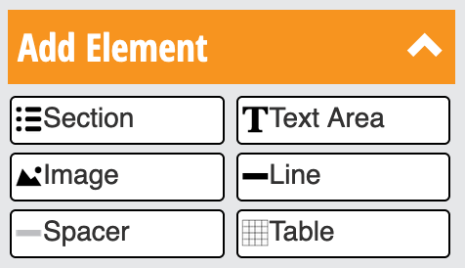 Add Element
Section
Text Area
Image
Line
Spacer
Table